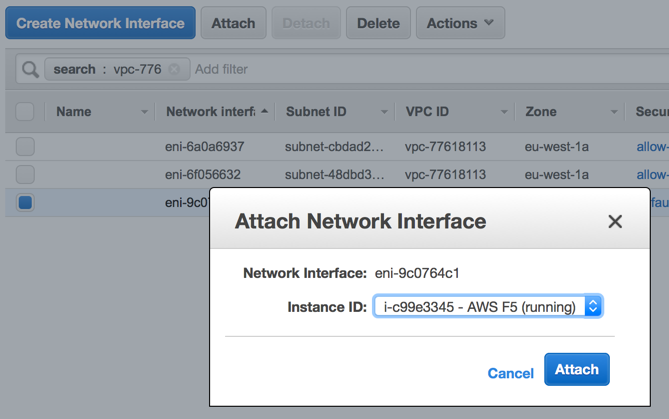 Create Network Interface Attach Detach Delete Actions
search : vpc-776 Add filter
Name Network interf Subnet ID VPC ID Zone Secu
eni-6a0a6937 subnet-cbdad2... vpc-77618113 eu-west-1a allow-
eni-6f056632 subnet-48dbd3... vpc-77618113 eu-west-1a allow-
eni-9c0 fau
Attach Network Interface
Network Interface: eni-9c0764c1
Instance ID: i-c99e3345 - AWS F5 (running)
Cancel Attach